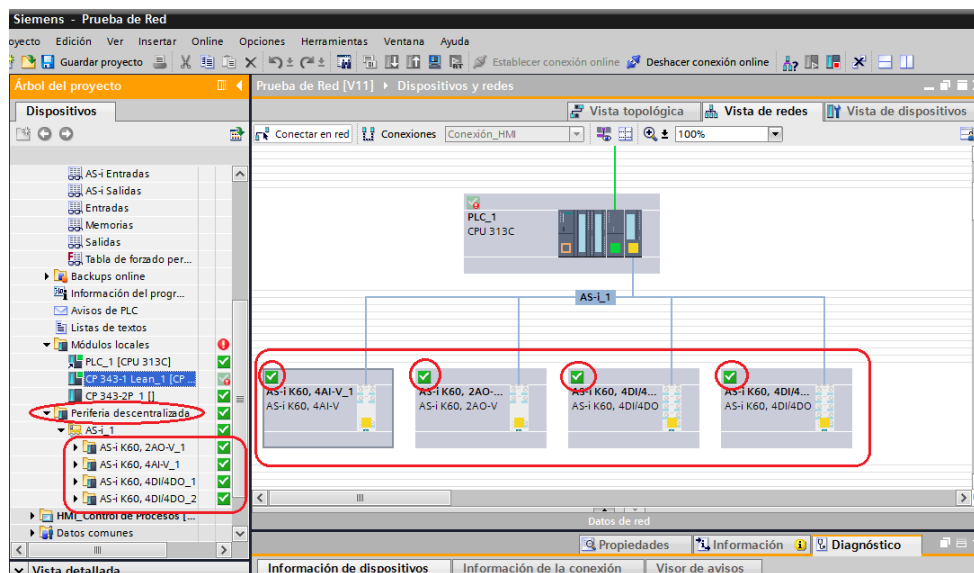 Siemens - Prueba de Red
oyecto Edición Ver Insertar Online Opciones Herramientas Ventana Ayuda
Guardar proyecto Establecer conexión online Deshacer conexión online
Árbol del proyecto
Prueba de Red [V11] Dispositivos y redes
Dispositivos
Vista topológica Vista de redes Vista de dispositivos
Conectar en red Conexiones Conexión_HMI 100%
AS-i Entradas
AS-i Salidas
Entradas
Memorias
Salidas
Tabla de forzado per...
Backups online
Información del progr...
Avisos de PLC
Listas de textos
Módulos locales
PLC_1 [CPU 313C]
CP 343-1 Lean_1 [CP ...
CP 343-2P_1 []
Periferia descentralizada
AS-i_1
AS-i K60, 2AO-V_1
AS-i K60, 4AI-V_1
AS-i K60, 4DI/4DO_1
AS-i K60, 4DI/4DO_2
HMI_Control de Procesos [...
Datos comunes
Vista detallada
PLC_1
CPU 313C
AS-i_1
AS-i K60, 4AI-V_1
AS-i K60, 4AI-V
AS-i K60, 2AO-...
AS-i K60, 2AO-V
AS-i K60, 4DI/4...
AS-i K60, 4DI/4DO
AS-i K60, 4DI/4...
AS-i K60, 4DI/4DO
Datos de red
Propiedades Información Diagnóstico
Información de dispositivos Información de la conexión Visor de avisos